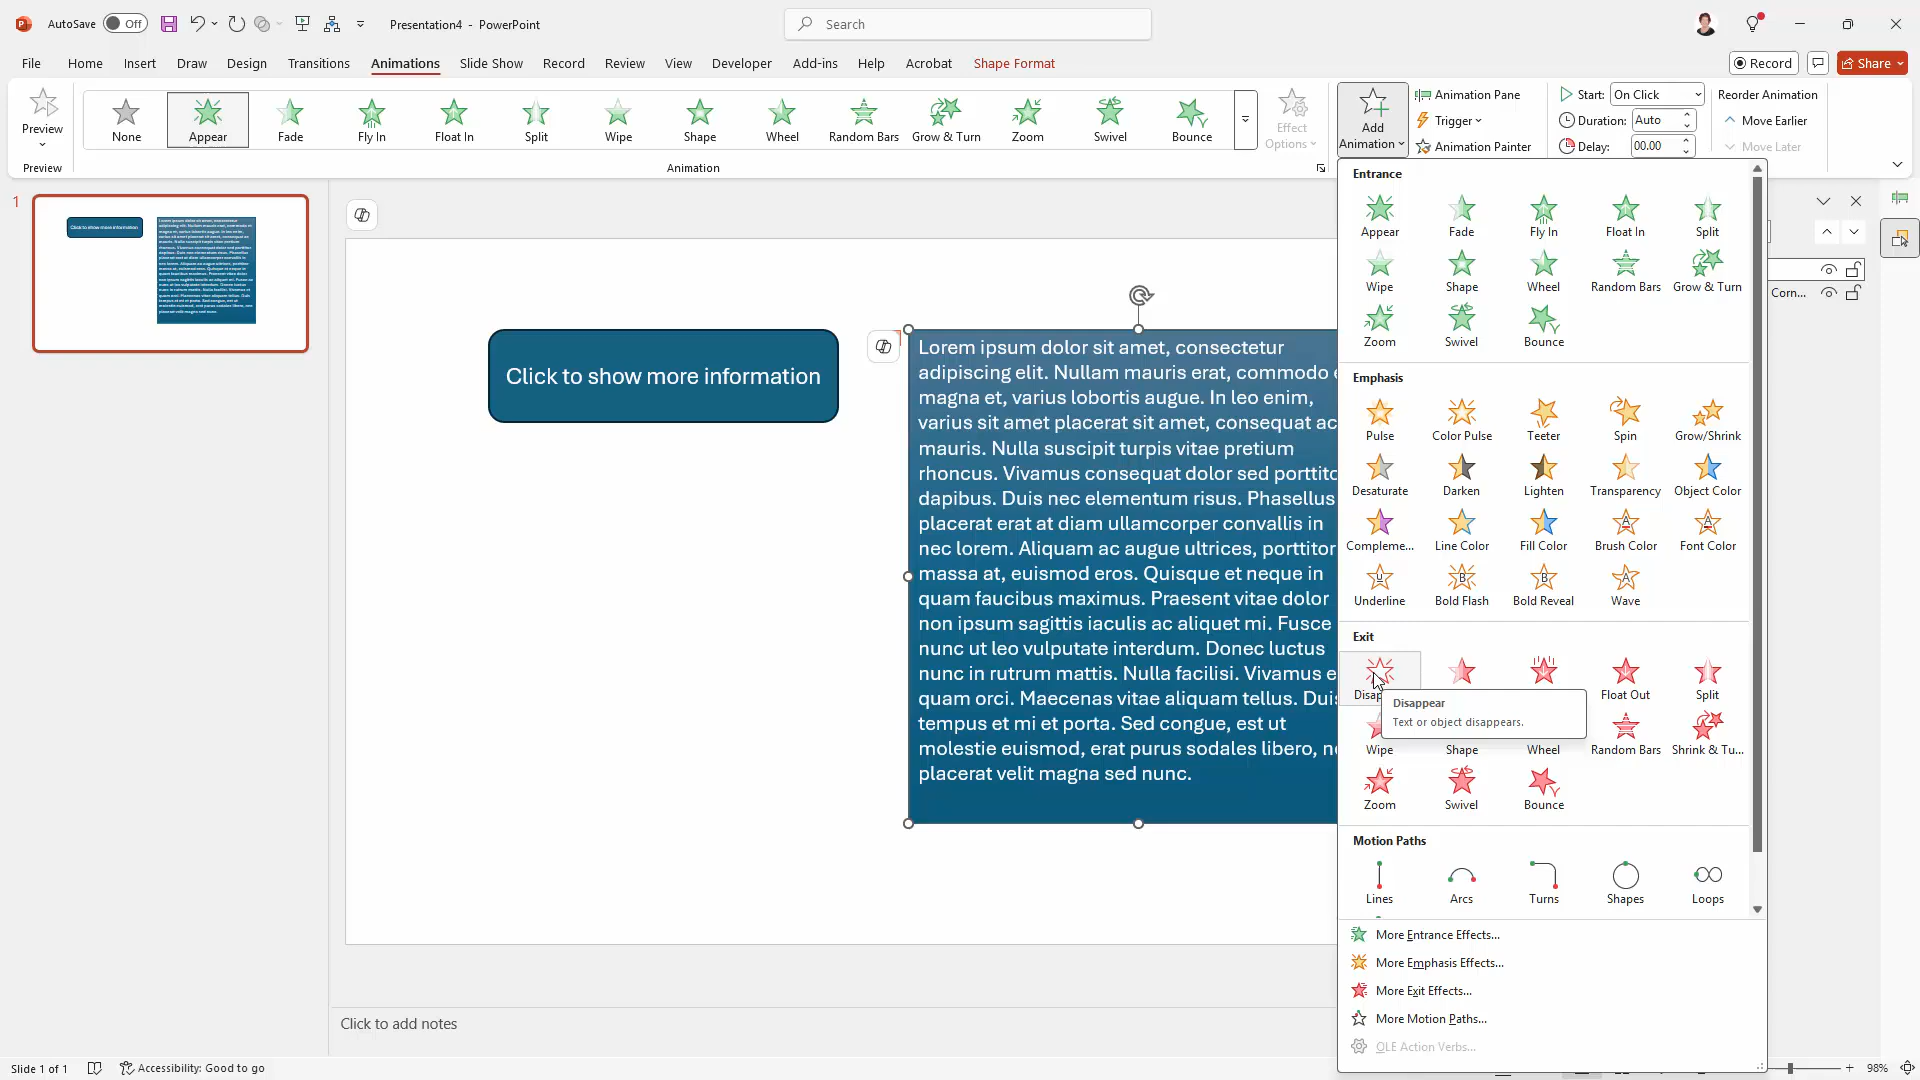 AutoSave Off Presentation4 - PowerPoint Search
File Home Insert Draw Design Transitions Animations Slide Show Record Review View Developer Add-ins Help Acrobat Shape Format Record Share
Preview
None Appear Fade Fly In Float In Split Wipe Shape Wheel Random Bars Grow & Turn Zoom Swivel Bounce
Effect
Options
Add
Animation
Animation Pane
Trigger
Animation Painter
Start: On Click
Duration: Auto
Delay: 00.00
Reorder Animation
Move Earlier
Move Later
Preview Animation
1
Click to show more information
Click to show more information
Lorem ipsum dolor sit amet, consectetur
adipiscing elit. Nullam mauris erat, commodo
magna et, varius lobortis augue. In leo enim,
varius sit amet placerat sit amet, consequat ac
mauris. Nulla suscipit turpis vitae pretium
rhoncus. Vivamus consequat dolor sed porttito
dapibus. Duis nec elementum risus. Phasellus
placerat erat at diam ullamcorper convallis in
nec lorem. Aliquam ac augue ultrices, porttitor
massa at, euismod eros. Quisque et neque in
quam faucibus maximus. Praesent vitae dolor
non ipsum sagittis iaculis ac aliquet mi. Fusce
nunc ut leo vulputate interdum. Donec luctus
nunc in rutrum mattis. Nulla facilisi. Vivamus e
quam orci. Maecenas vitae aliquam tellus. Duis
tempus et mi et porta. Sed congue, est ut
molestie euismod, erat purus sodales libero, n
placerat velit magna sed nunc.
Entrance
Appear Fade Fly In Float In Split
Wipe Shape Wheel Random Bars Grow & Turn
Zoom Swivel Bounce
Emphasis
Pulse Color Pulse Teeter Spin Grow/Shrink
Desaturate Darken Lighten Transparency Object Color
Compleme... Line Color Fill Color Brush Color Font Color
Underline Bold Flash Bold Reveal Wave
Exit
Disap Float Out Split
Disappear
Text or object disappears.
Wipe Shape Wheel Random Bars Shrink & Tu...
Zoom Swivel Bounce
Motion Paths
Lines Arcs Turns Shapes Loops
More Entrance Effects...
More Emphasis Effects...
More Exit Effects...
More Motion Paths...
OLE Action Verbs...
Corn...
Click to add notes
Slide 1 of 1 Accessibility: Good to go 98%